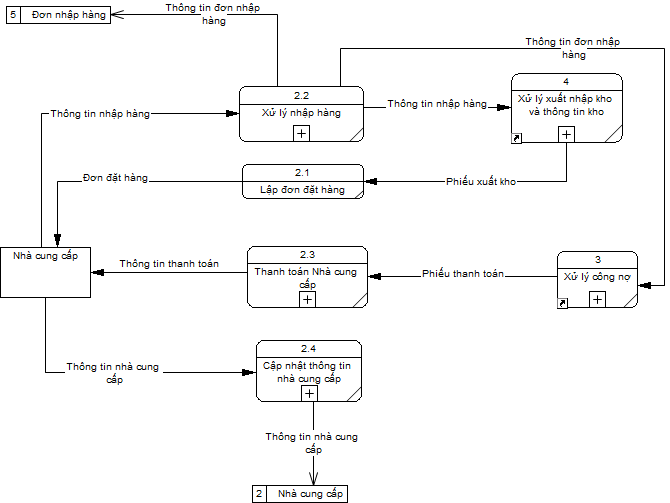 Thông tin đơn nhập
hàng
5 Đơn nhập hàng
Thông tin đơn nhập
hàng
2.2
Xử lý nhập hàng
4
Xử lý xuất nhập kho
và thông tin kho
Thông tin nhập hàng
Thông tin nhập hàng
2.1
Lập đơn đặt hàng
Đơn đặt hàng
Phiếu xuất kho
Nhà cung cấp
Thông tin thanh toán
2.3
Thanh toán Nhà cung
cấp
Phiếu thanh toán
3
Xử lý công nợ
2.4
Cập nhật thông tin
nhà cung cấp
Thông tin nhà cung
cấp
Thông tin nhà cung
cấp
2 Nhà cung cấp